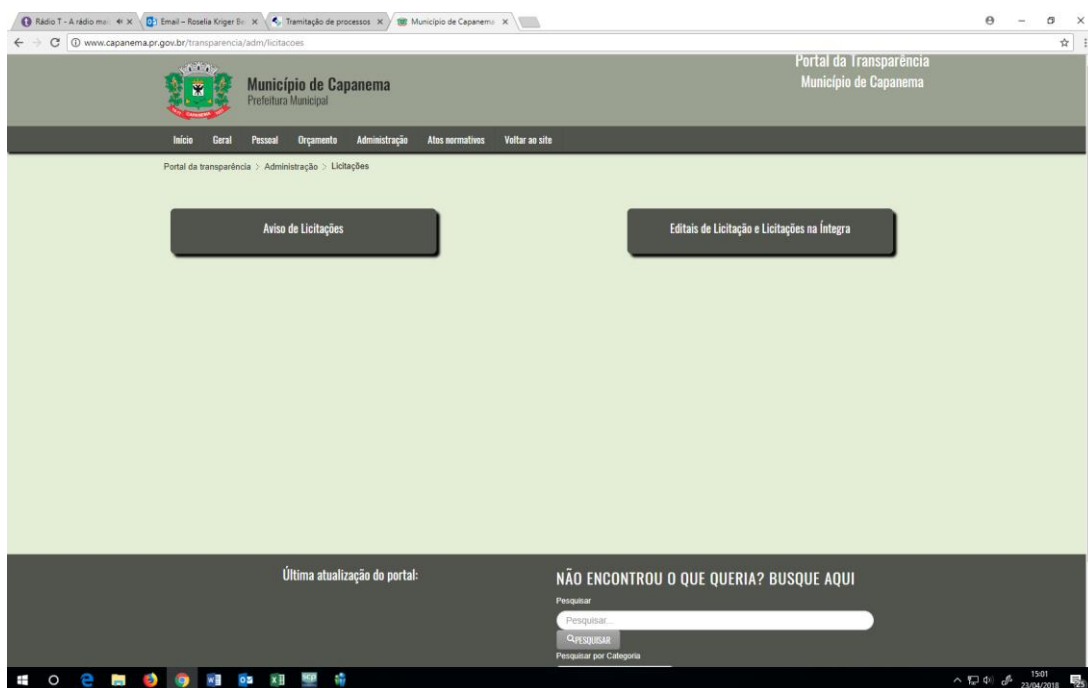 Rádio T - A rádio mai
Email – Roselia Kriger Be
Tramitação de processos
Município de Capanema
www.capanema.pr.gov.br/transparencia/adm/licitacoes
Portal da Transparência
Município de Capanema
Município de Capanema
Prefeitura Municipal
Início Geral Pessoal Orçamento Administração Atos normativos Voltar ao site
Portal da transparência > Administração > Licitações
Aviso de Licitações
Editais de Licitação e Licitações na Íntegra
Última atualização do portal:
NÃO ENCONTROU O QUE QUERIA? BUSQUE AQUI
Pesquisar
Pesquisar...
PESQUISAR
Pesquisar por Categoria
15:01
23/04/2018